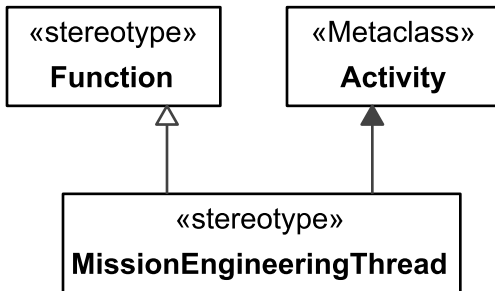 «stereotype»
Function
«Metaclass»
Activity
«stereotype»
MissionEngineeringThread